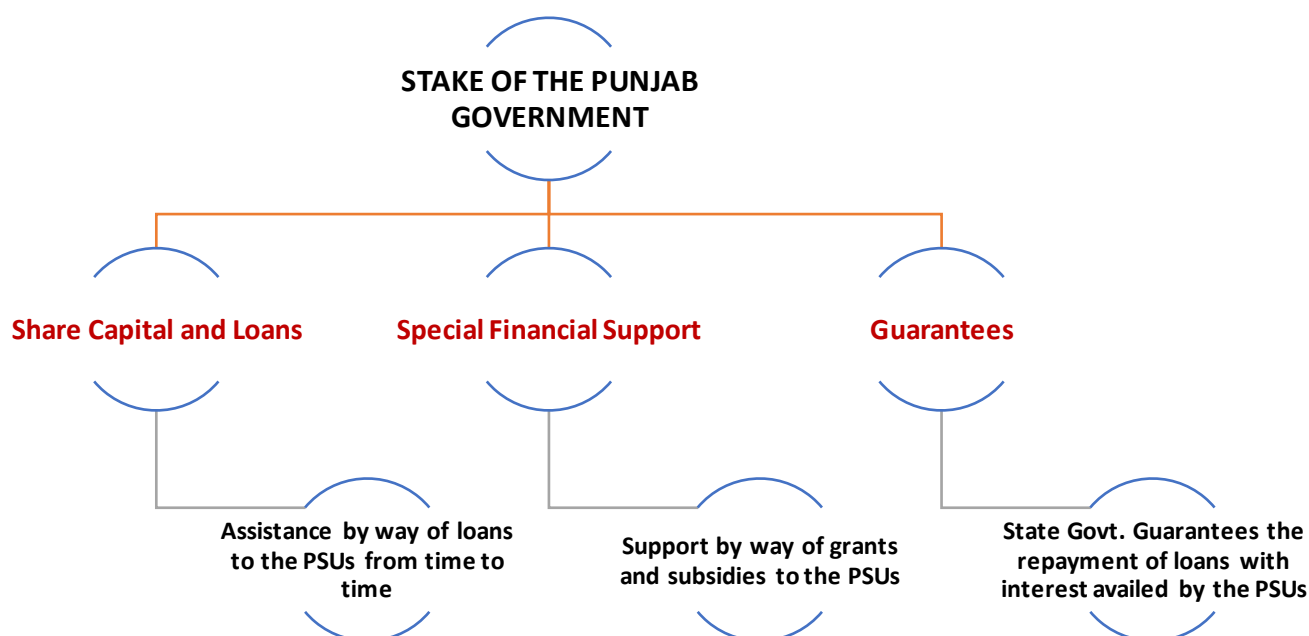 STAKE OF THE PUNJAB
GOVERNMENT
Share Capital and Loans
Special Financial Support
Guarantees
Assistance by way of loans
to the PSUs from time to
time
Support by way of grants
and subsidies to the PSUs
State Govt. Guarantees the
repayment of loans with
interest availed by the PSUs